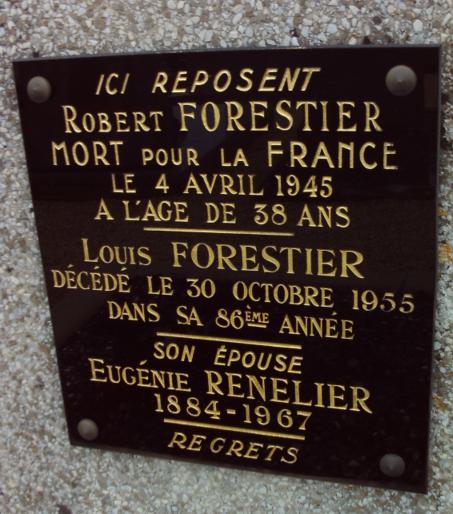 ICI REPOSENT
ROBERT FORESTIER
MORT POUR LA FRANCE
LE 4 AVRIL 1945
A L'AGE DE 38 ANS
LOUIS FORESTIER
DÉCÉDÉ LE 30 OCTOBRE 1955
DANS SA 86ÈME ANNÉE
SON ÉPOUSE
EUGÉNIE RENELIER
1884-1967
REGRETS